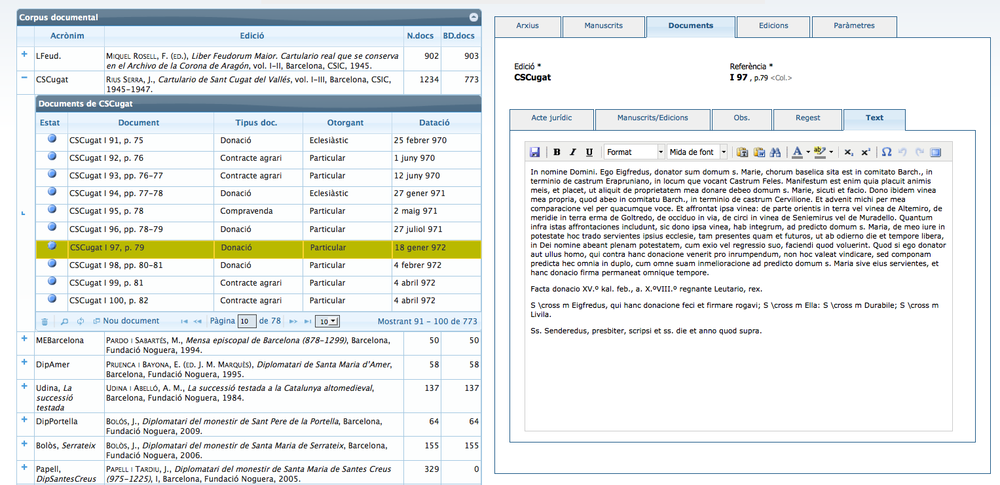 Corpus documental
Acrònim Edició N.docs BD.docs
LFeud. MIQUEL ROSELL, F. (ED.), Liber Feudorum Maior. Cartulario real que se conserva 902 903
en el Archivo de la Corona de Aragón, vol. I-II, Barcelona, CSIC, 1945.
CSCugat RIUS SERRA, J., Cartulario de Sant Cugat del Vallés, vol. I-III, Barcelona, CSIC, 1234 773
1945-1947.
Documents de CSCugat
Estat Document Tipus doc. Otorgant Datació
CSCugat I 91, p. 75 Donació Eclesiàstic 25 febrer 970
CSCugat I 92, p. 76 Contracte agrari Particular 1 juny 970
CSCugat I 93, pp. 76-77 Contracte agrari Particular 12 juny 970
CSCugat I 94, pp. 77-78 Donació Eclesiàstic 27 gener 971
CSCugat I 95, p. 78 Compravenda Particular 2 maig 971
CSCugat I 96, pp. 78-79 Donació Particular 27 juliol 971
CSCugat I 97, p. 79 Donació Particular 18 gener 972
CSCugat I 98, pp. 80-81 Donació Particular 4 febrer 972
CSCugat I 99, p. 81 Contracte agrari Particular 4 abril 972
CSCugat I 100, p. 82 Contracte agrari Particular 4 abril 972
Nou document Pàgina 10 de 78 10 Mostrant 91 - 100 de 773
MEBarcelona PARDO I SABARTÉS, M., Mensa episcopal de Barcelona (878-1299), Barcelona, 50 50
Fundació Noguera, 1994.
DipAmer PRUENCA I BAYONA, E. (ED. J. M. MARQUÈS), Diplomatari de Santa Maria d'Amer, 58 58
Barcelona, Fundació Noguera, 1995.
Udina, La UDINA I ABELLÓ, A. M., La successió testada a la Catalunya altomedieval, 137 137
successió Barcelona, Fundació Noguera, 1984.
testada
DipPortella BOLÓS, J., Diplomatari del monestir de Sant Pere de la Portella, Barcelona, 64 64
Fundació Noguera, 2009.
Bolòs, Serrateix BOLÒS, J., Diplomatari del monestir de Santa Maria de Serrateix, Barcelona, 155 155
Fundació Noguera, 2006.
Papell, PAPELL I TARDIU, J., Diplomatari del monestir de Santa Maria de Santes Creus 329 0
DipSantesCreus (975-1225), I, Barcelona, Fundació Noguera, 2005.
Arxius Manuscrits Documents Edicions Paràmetres
Edició * Referència *
CSCugat I 97 , p.79 <Col.>
Acte jurídic Manuscrits/Edicions Obs. Regest Text
B I U Format Mida de font
In nomine Domini. Ego Eigfredus, donator sum domum s. Marie, chorum baselica sita est in comitato Barch., in
terminio de castrum Erapruniano, in locum que vocant Castrum Feles. Manifestum est enim quia placuit animis
meis, et placet, ut aliquit de proprietatem mea donare debeo domum s. Marie, sicuti et facio. Dono ibidem vinea
mea propria, quod abeo in comitatu Barch., in terminio de castrum Cervilione. Et advenit michi per mea
comparacione vel per quacumque voce. Et affrontat ipsa vinea: de parte orientis in terra vel vinea de Altemiro, de
meridie in terra erma de Goltredo, de occiduo in via, de circi in vinea de Seniemirus vel de Muradello. Quantum
infra istas affrontaciones includunt, sic dono ipsa vinea, hab integrum, ad predicto domum s. Maria, de meo iure in
potestate hoc trado servientes ipsius ecclesie, tam presentes quam et futuros, ut ab odierno die et tempore libera,
in Dei nomine abeant plenam potestatem, cum exio vel regressio suo, faciendi quod voluerint. Quod si ego donator
aut ullus homo, qui contra hanc donacione venerit pro inrumpendum, non hoc valeat vindicare, sed componam
predicta hec omnia in duplo, cum omne suam inmelioracione ad predicto domum s. Maria sive eius servientes, et
hanc donacio firma permaneat omnique tempore.
Facta donacio XV.º kal. feb., a. X.ºVIII.º regnante Leutario, rex.
S \cross m Eigfredus, qui hanc donacione feci et firmare rogavi; S \cross m Ella: S \cross m Durabile; S \cross m
Livila.
Ss. Senderedus, presbiter, scripsi et ss. die et anno quod supra.